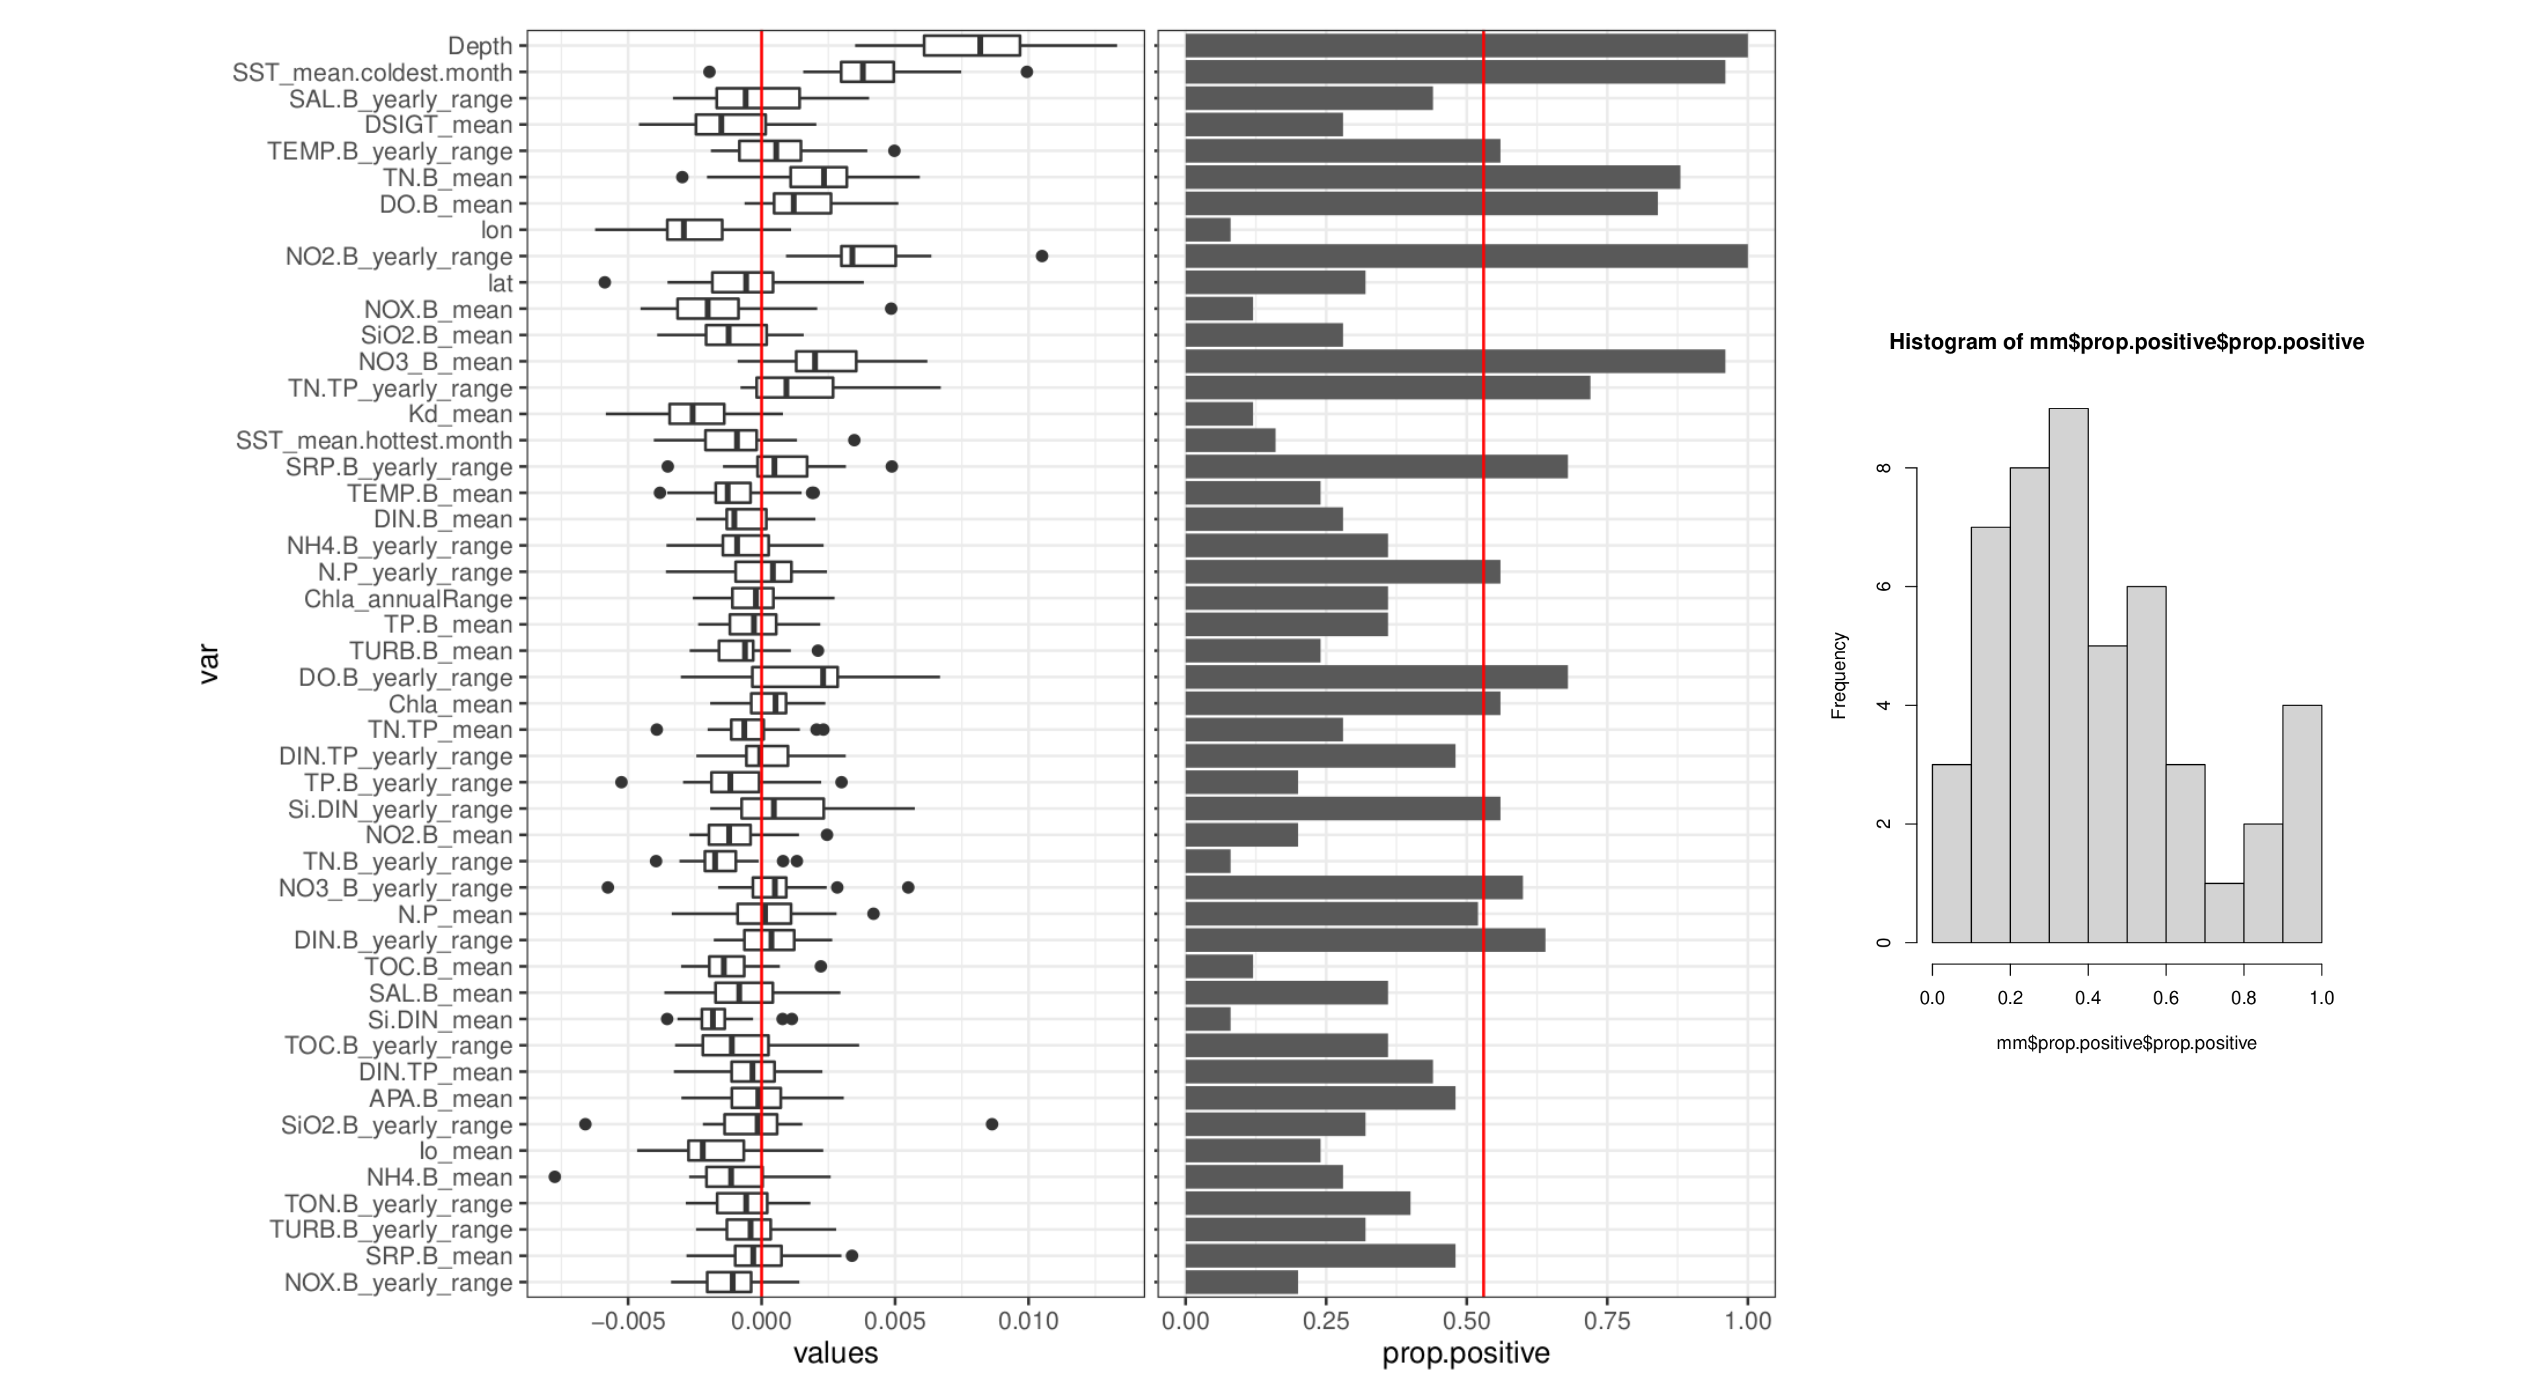 Depth
SST_mean.coldest.month
SAL.B_yearly_range
DSIGT_mean
TEMP.B_yearly_range
TN.B_mean
DO.B_mean
lon
NO2.B_yearly_range
lat
NOX.B_mean
SiO2.B_mean
NO3_B_mean
TN.TP_yearly_range
Kd_mean
SST_mean.hottest.month
SRP.B_yearly_range
TEMP.B_mean
DIN.B_mean
NH4.B_yearly_range
N.P_yearly_range
Chla_annualRange
TP.B_mean
TURB.B_mean
DO.B_yearly_range
Chla_mean
TN.TP_mean
DIN.TP_yearly_range
TP.B_yearly_range
Si.DIN_yearly_range
NO2.B_mean
TN.B_yearly_range
NO3_B_yearly_range
N.P_mean
DIN.B_yearly_range
TOC.B_mean
SAL.B_mean
Si.DIN_mean
TOC.B_yearly_range
DIN.TP_mean
APA.B_mean
SiO2.B_yearly_range
Io_mean
NH4.B_mean
TON.B_yearly_range
TURB.B_yearly_range
SRP.B_mean
NOX.B_yearly_range
var
−0.005 0.000 0.005 0.010
values
0.00 0.25 0.50 0.75 1.00
prop.positive
Histogram of mm$prop.positive$prop.positive
Frequency
8
6
4
2
0
0.0 0.2 0.4 0.6 0.8 1.0
mm$prop.positive$prop.positive